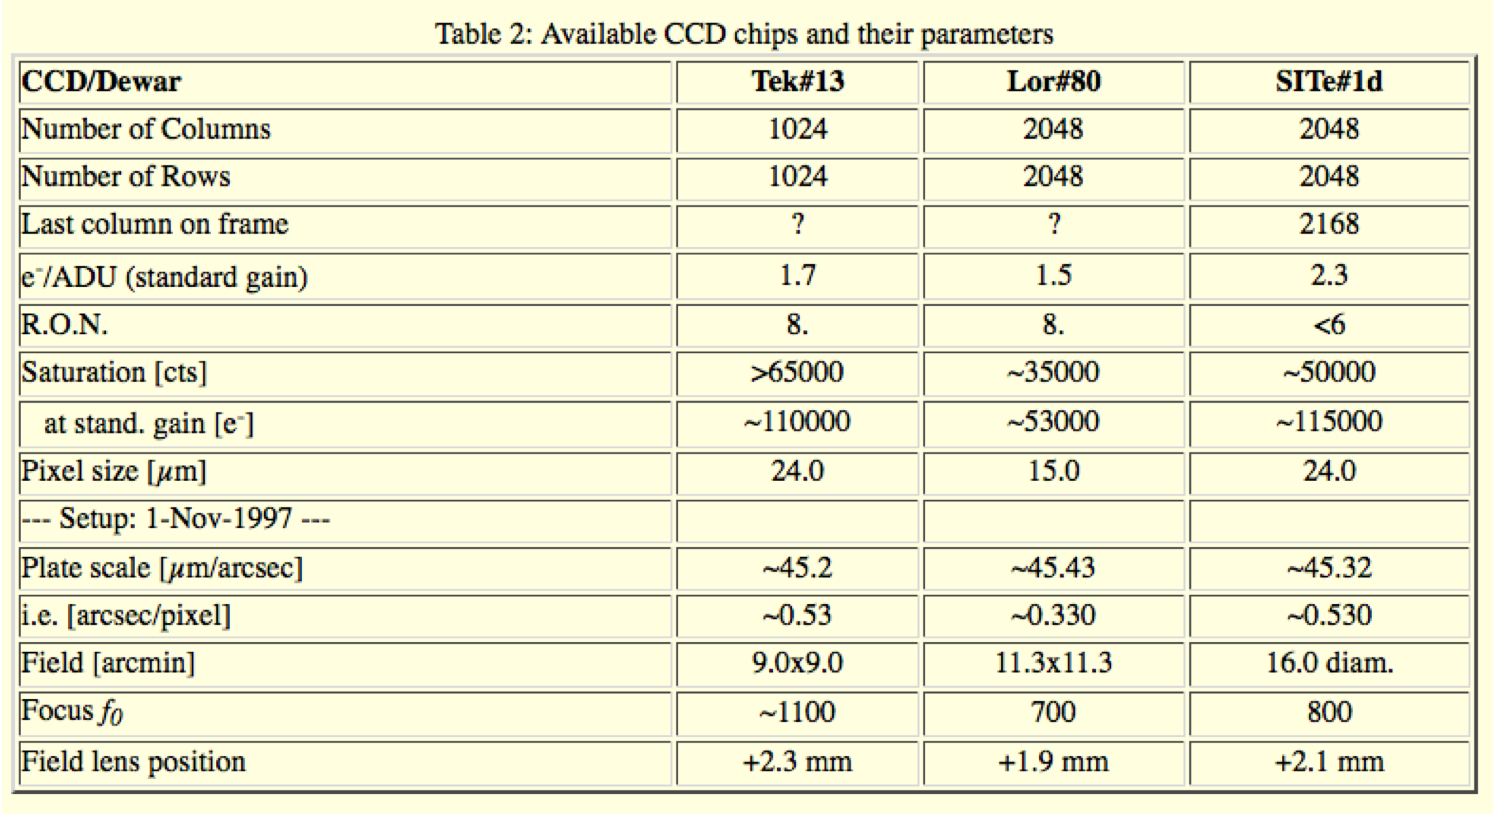 Table 2: Available CCD chips and their parameters
CCD/Dewar Tek#13 Lor#80 SITe#1d
Number of Columns 1024 2048 2048
Number of Rows 1024 2048 2048
Last column on frame ? ? 2168
e⁻/ADU (standard gain) 1.7 1.5 2.3
R.O.N. 8. 8. <6
Saturation [cts] >65000 ~35000 ~50000
at stand. gain [e⁻] ~110000 ~53000 ~115000
Pixel size [μm] 24.0 15.0 24.0
--- Setup: 1-Nov-1997 ---
Plate scale [μm/arcsec] ~45.2 ~45.43 ~45.32
i.e. [arcsec/pixel] ~0.53 ~0.330 ~0.530
Field [arcmin] 9.0x9.0 11.3x11.3 16.0 diam.
Focus f₀ ~1100 700 800
Field lens position +2.3 mm +1.9 mm +2.1 mm